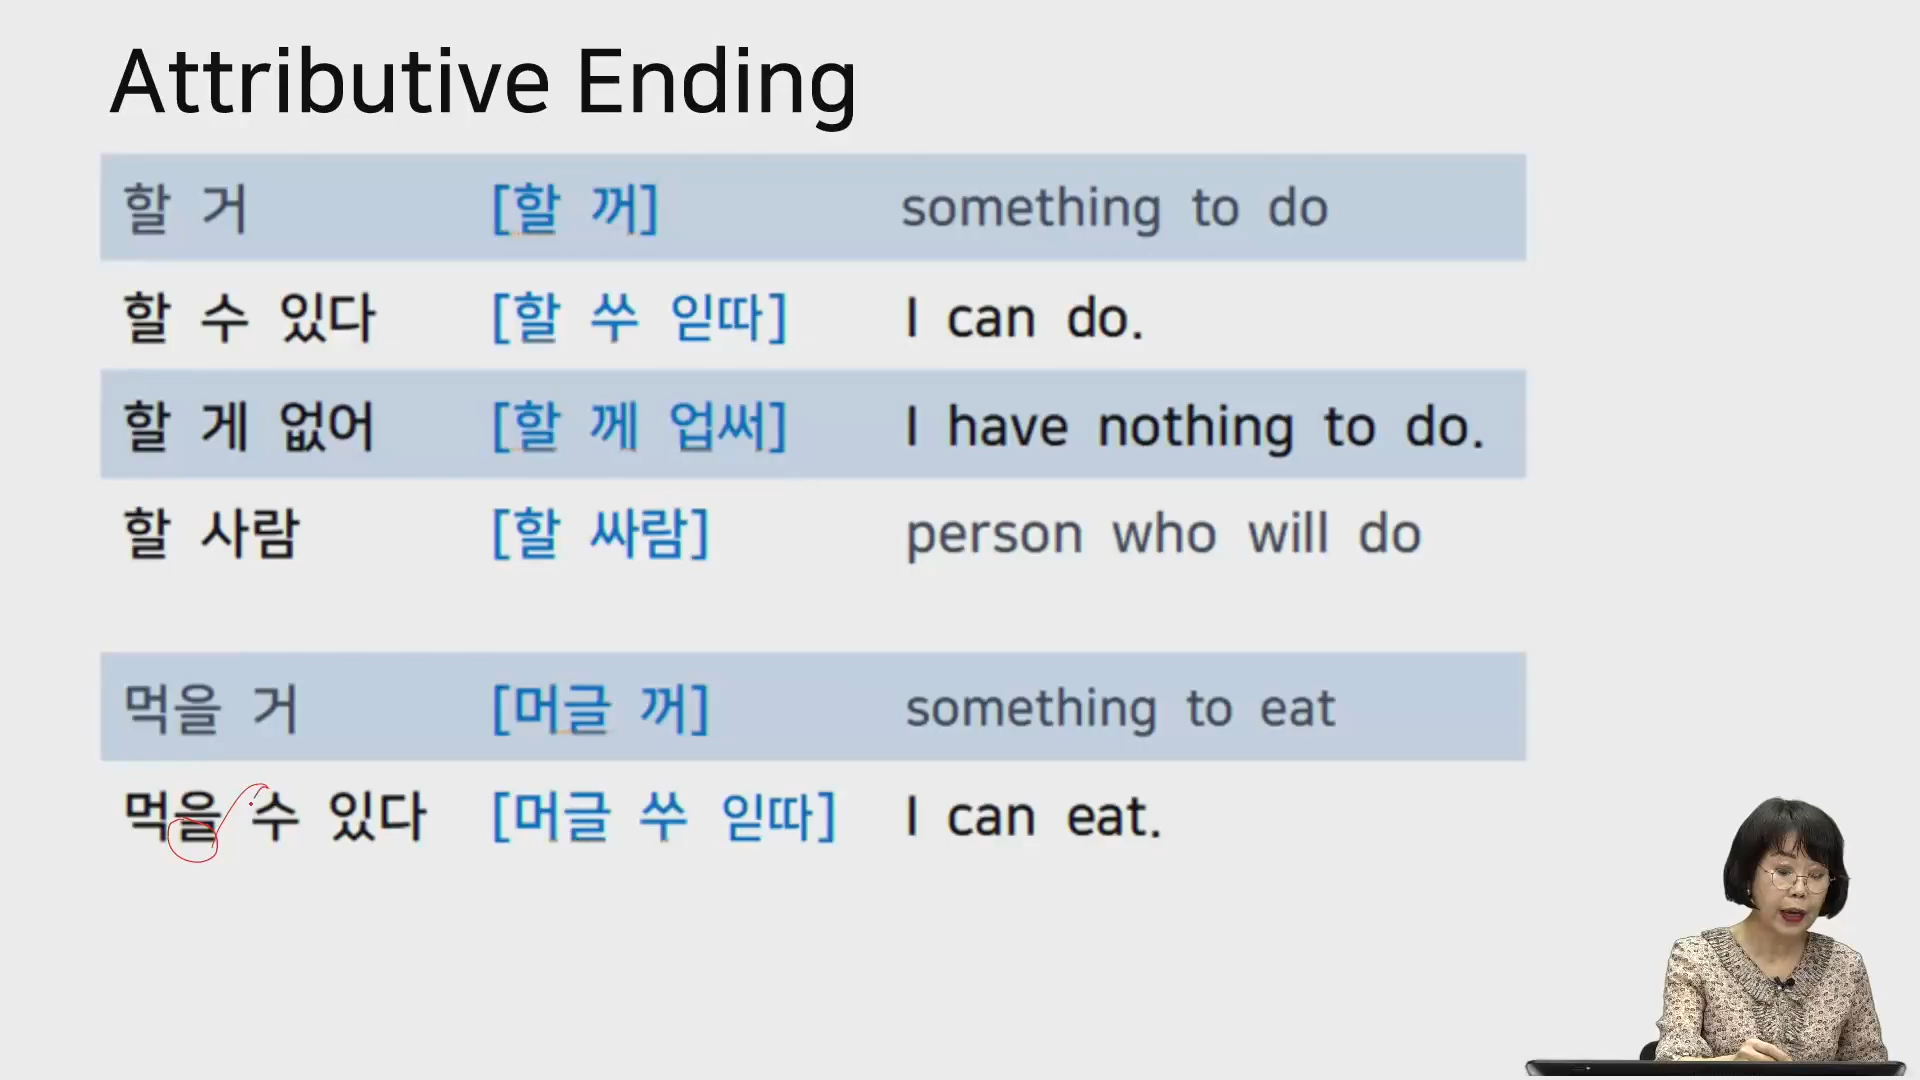 Attributive Ending
할 거 [할 꺼] something to do
할 수 있다 [할 쑤 읻따] I can do.
할 게 없어 [할 께 업써] I have nothing to do.
할 사람 [할 싸람] person who will do
먹을 거 [머글 꺼] something to eat
먹을 수 있다 [머글 쑤 읻따] I can eat.